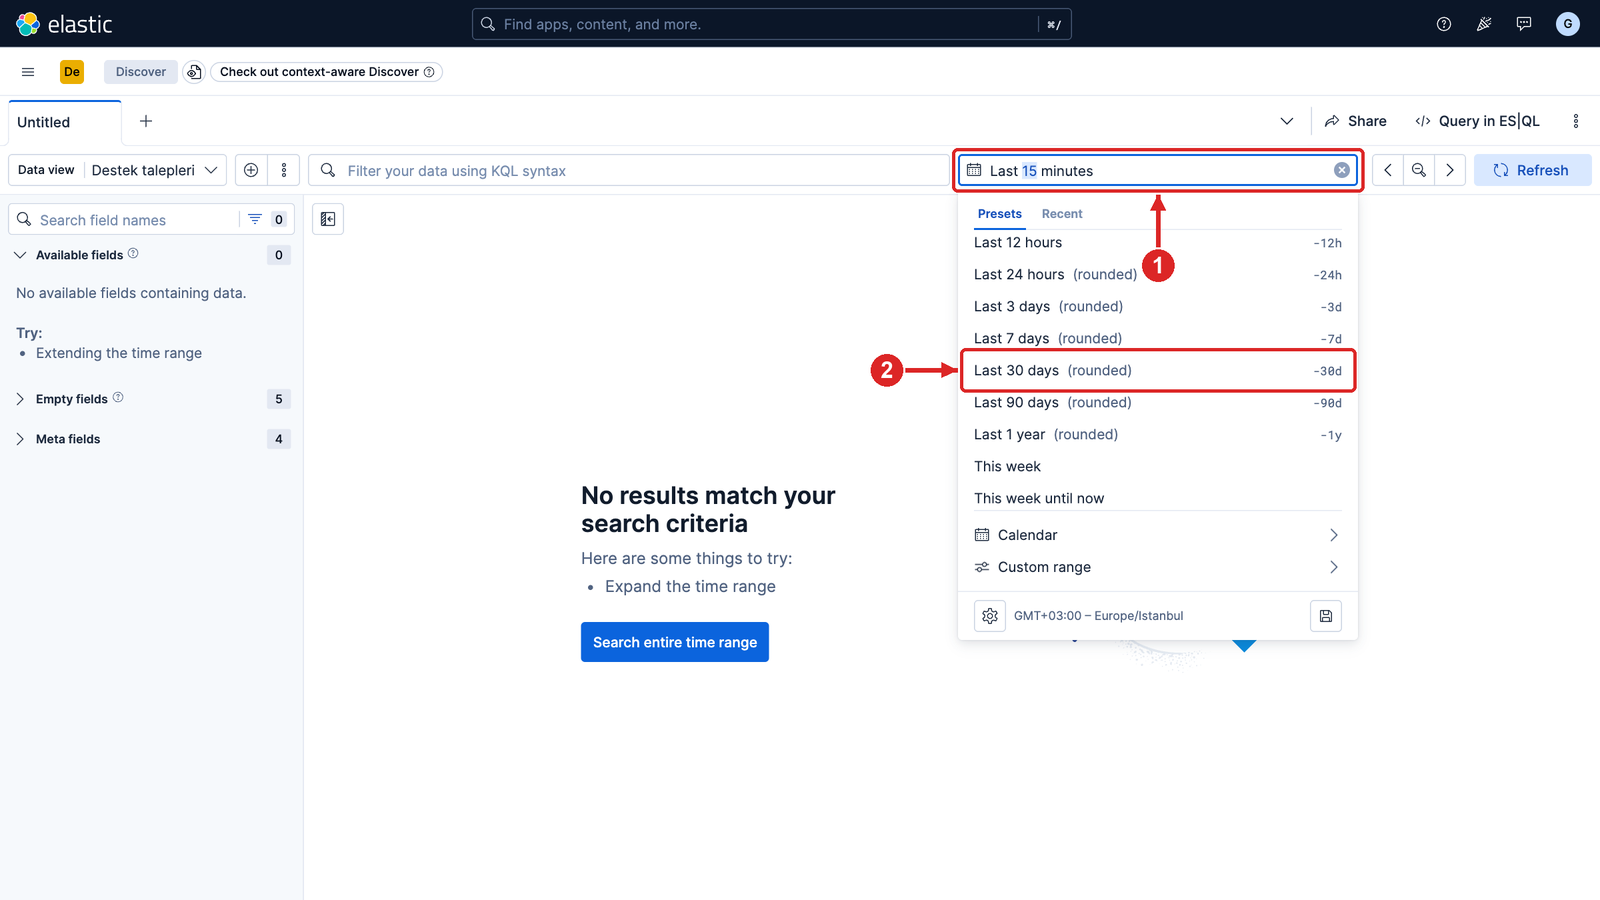 elastic
Find apps, content, and more.
⌘/
G
De
Discover
Check out context-aware Discover
Untitled
Share
</> Query in ES|QL
Data view
Destek talepleri
Filter your data using KQL syntax
Last 15 minutes
Refresh
Search field names
0
Presets
Recent
1
Available fields
0
No available fields containing data.
Try:
• Extending the time range
Empty fields
5
Meta fields
4
Last 12 hours -12h
Last 24 hours (rounded) -24h
Last 3 days (rounded) -3d
Last 7 days (rounded) -7d
2
Last 30 days (rounded) -30d
Last 90 days (rounded) -90d
Last 1 year (rounded) -1y
This week
This week until now
Calendar
Custom range
GMT+03:00 – Europe/Istanbul
No results match your
search criteria
Here are some things to try:
• Expand the time range
Search entire time range